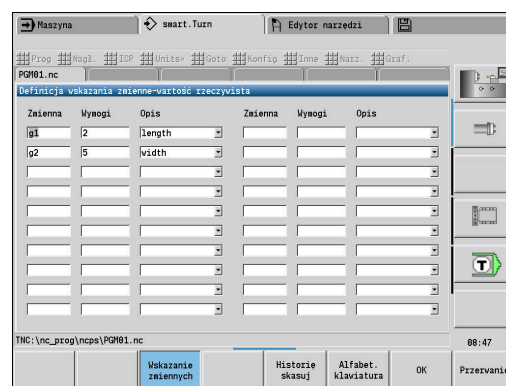 Maszyna
smart.Turn
Edytor narzędzi
Prog Nagł. ICP Units» Goto Konfig Inne Narz. Graf.
PGM01.nc
Definicja wskazania zmienne-wartość rzeczywista
Zmienna Wymogi Opis Zmienna Wymogi Opis
g1 2 length
g2 5 width
T
TNC:\nc_prog\ncps\PGM01.nc
08:47
Wskazanie zmiennych
Historię skasuj
Alfabet. klawiatura
OK
Przerwanie